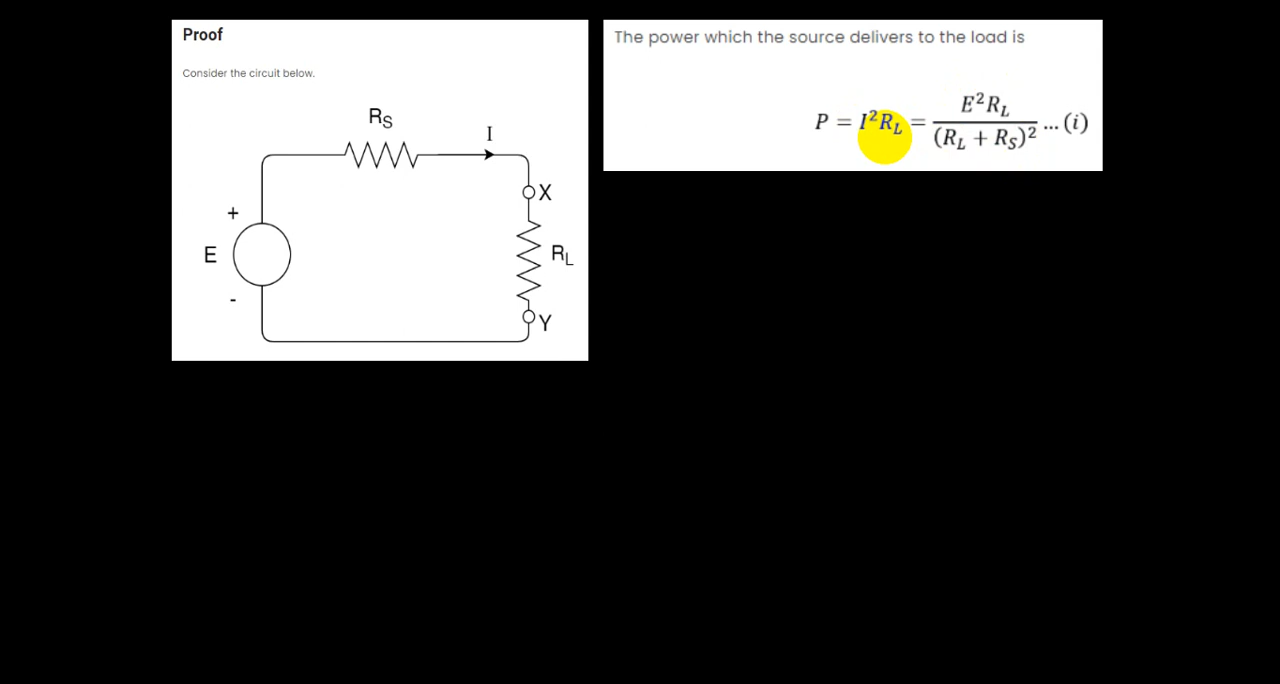 Proof
Consider the circuit below.
R_S
I
X
+
E
R_L
-
Y
The power which the source delivers to the load is
P = I²R_L = E²R_L / (R_L + R_S)² ... (i)